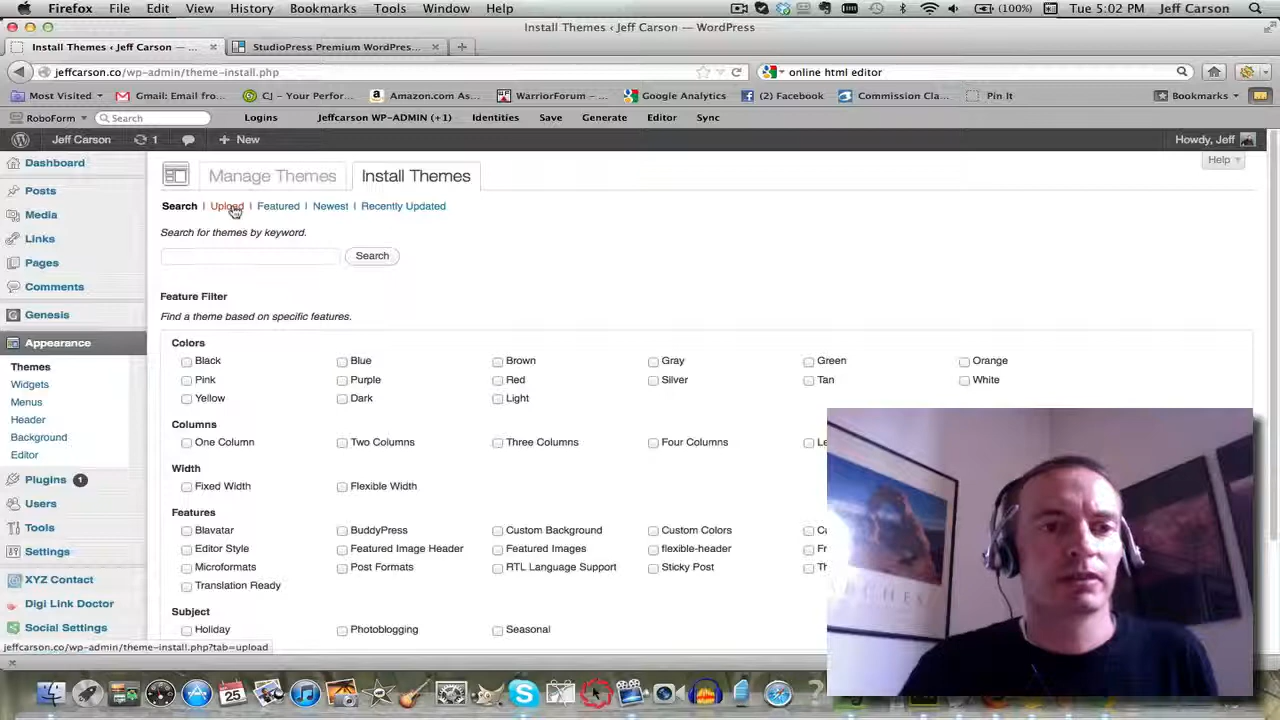 Firefox File Edit View History Bookmarks Tools Window Help (100%) Tue 5:02 PM Jeff Carson
Install Themes ‹ Jeff Carson — WordPress
Install Themes ‹ Jeff Carson — ... StudioPress Premium WordPres...
jeffcarson.co/wp-admin/theme-install.php online html editor
Most Visited Gmail: Email from... CJ – Your Perfor... Amazon.com As... WarriorForum – ... Google Analytics (2) Facebook Commission Cla... Pin It Bookmarks
RoboForm Search Logins Jeffcarson WP-ADMIN (+1) Identities Save Generate Editor Sync
Jeff Carson 1 + New Howdy, Jeff
Help
Dashboard
Posts
Media
Links
Pages
Comments
Genesis
Appearance
Themes
Widgets
Menus
Header
Background
Editor
Plugins 1
Users
Tools
Settings
XYZ Contact
Digi Link Doctor
Social Settings
Manage Themes Install Themes
Search | Upload | Featured | Newest | Recently Updated
Search for themes by keyword.
Search
Feature Filter
Find a theme based on specific features.
Colors
Black Blue Brown Gray Green Orange
Pink Purple Red Silver Tan White
Yellow Dark Light
Columns
One Column Two Columns Three Columns Four Columns
Width
Fixed Width Flexible Width
Features
Blavatar BuddyPress Custom Background Custom Colors
Editor Style Featured Image Header Featured Images flexible-header
Microformats Post Formats RTL Language Support Sticky Post
Translation Ready
Subject
Holiday Photoblogging Seasonal
jeffcarson.co/wp-admin/theme-install.php?tab=upload
25